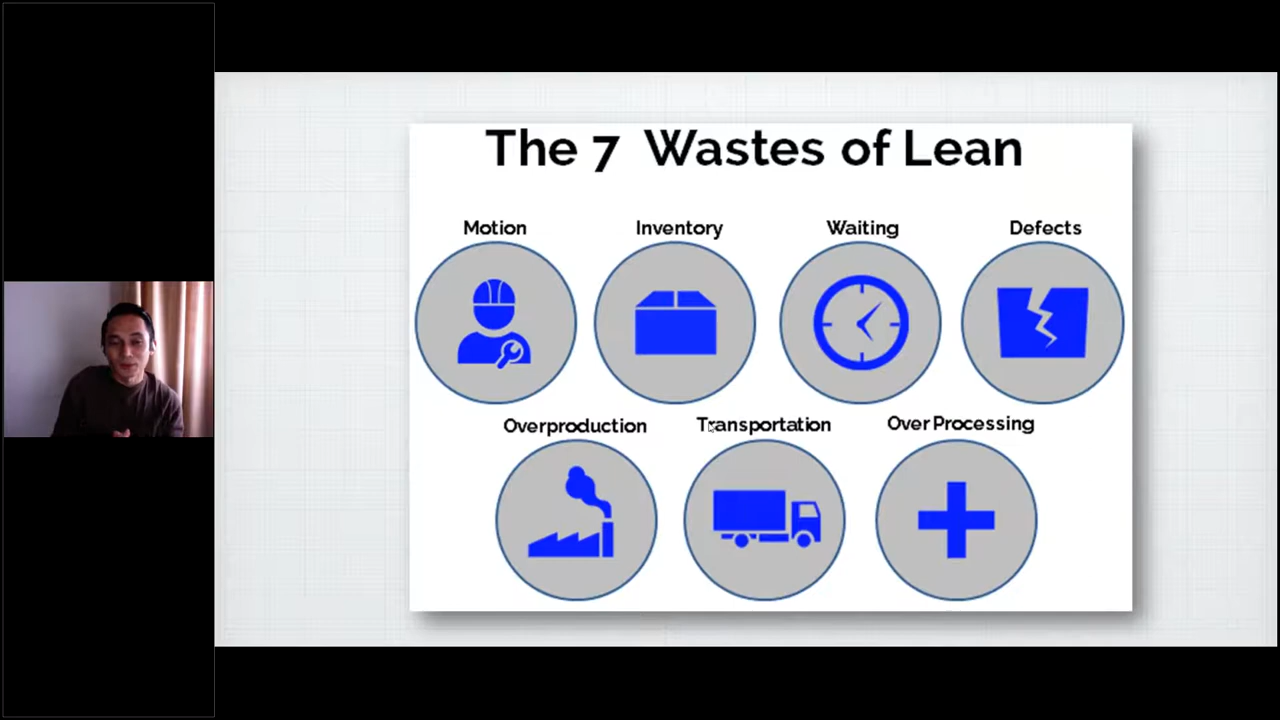 The 7 Wastes of Lean
Motion
Inventory
Waiting
Defects
Overproduction
Transportation
Over Processing